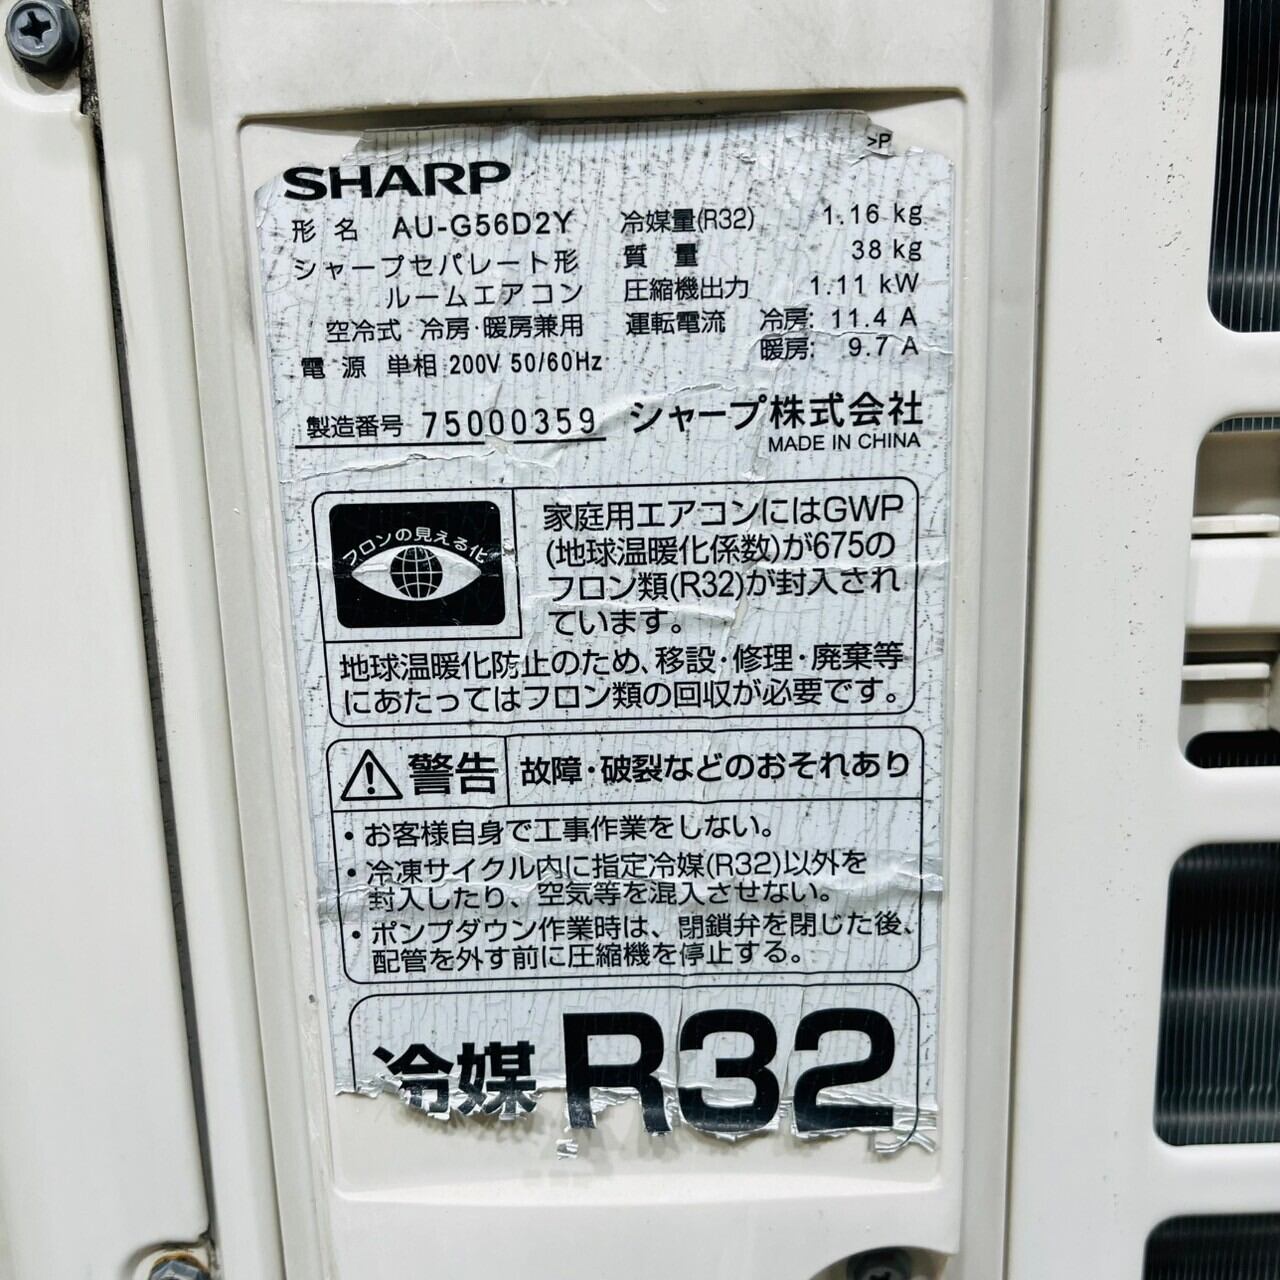 >P
SHARP
形名 AU-G56D2Y
シャープセパレート形
ルームエアコン
空冷式 冷房・暖房兼用
電源 単相 200V 50/60Hz
製造番号 75000359
冷媒量(R32) 1.16 kg
質量 38 kg
圧縮機出力 1.11 kW
運転電流 冷房: 11.4 A
暖房: 9.7 A
シャープ株式会社
MADE IN CHINA
フロンの見える化
家庭用エアコンにはGWP
(地球温暖化係数)が675の
フロン類(R32)が封入され
ています。
地球温暖化防止のため、移設・修理・廃棄等
にあたってはフロン類の回収が必要です。
警告 故障・破裂などのおそれあり
・お客様自身で工事作業をしない。
・冷凍サイクル内に指定冷媒(R32)以外を
封入したり、空気等を混入させない。
・ポンプダウン作業時は、閉鎖弁を閉じた後、
配管を外す前に圧縮機を停止する。
冷媒 R32